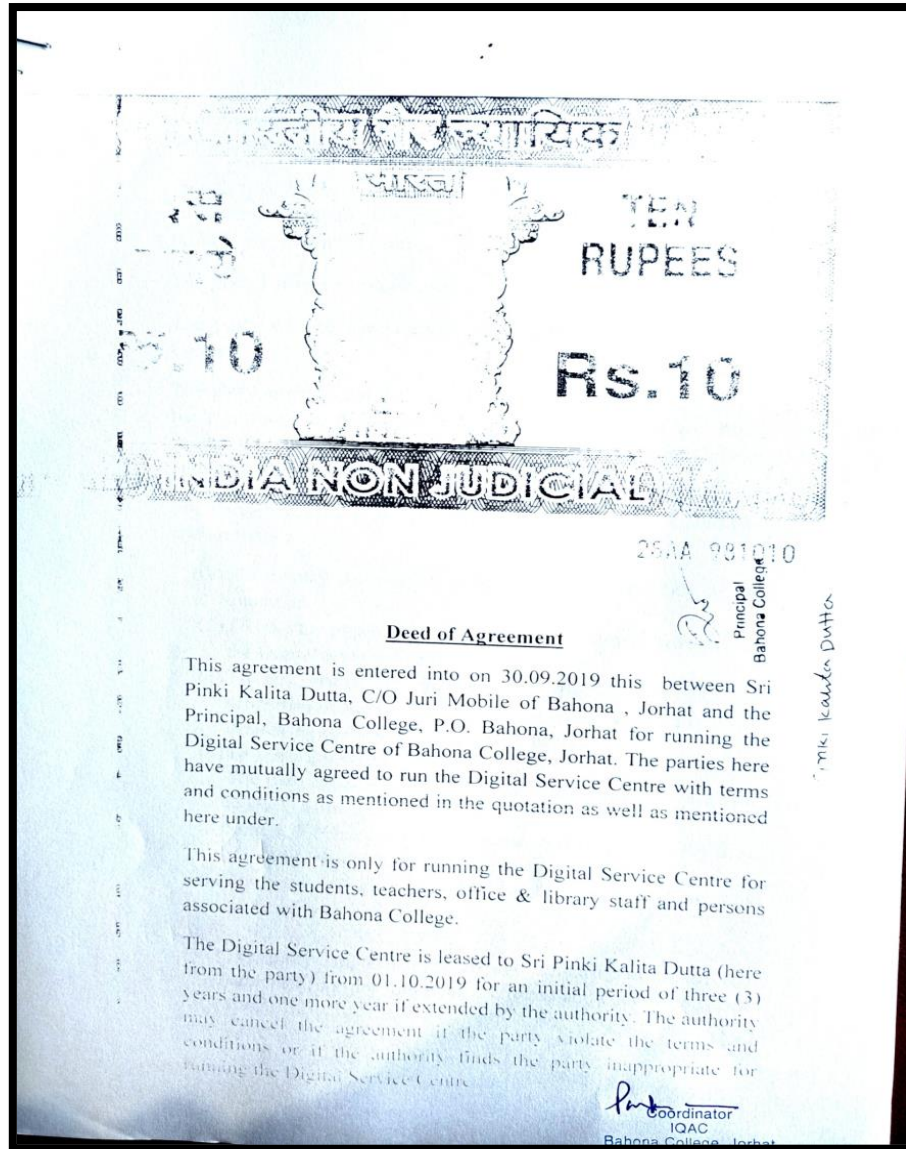 भारत
TEN
RUPEES
.10
Rs.10
INDIA NON JUDICIAL
Principal
Bahona College
Deed of Agreement
This agreement is entered into on 30.09.2019 this between Sri
Pinki Kalita Dutta, C/O Juri Mobile of Bahona , Jorhat and the
Principal, Bahona College, P.O. Bahona, Jorhat for running the
Digital Service Centre of Bahona College, Jorhat. The parties here
have mutually agreed to run the Digital Service Centre with terms
and conditions as mentioned in the quotation as well as mentioned
here under.
This agreement is only for running the Digital Service Centre for
serving the students, teachers, office & library staff and persons
associated with Bahona College.
The Digital Service Centre is leased to Sri Pinki Kalita Dutta (here
from the party) from 01.10.2019 for an initial period of three (3)
years and one more year if extended by the authority. The authority
may cancel the agreement if the party violate the terms and
conditions or if the authority finds the party inappropriate for
running the Digital Service Centre
Kalita Dutta
Coordinator
IQAC
Bahona College, Jorhat